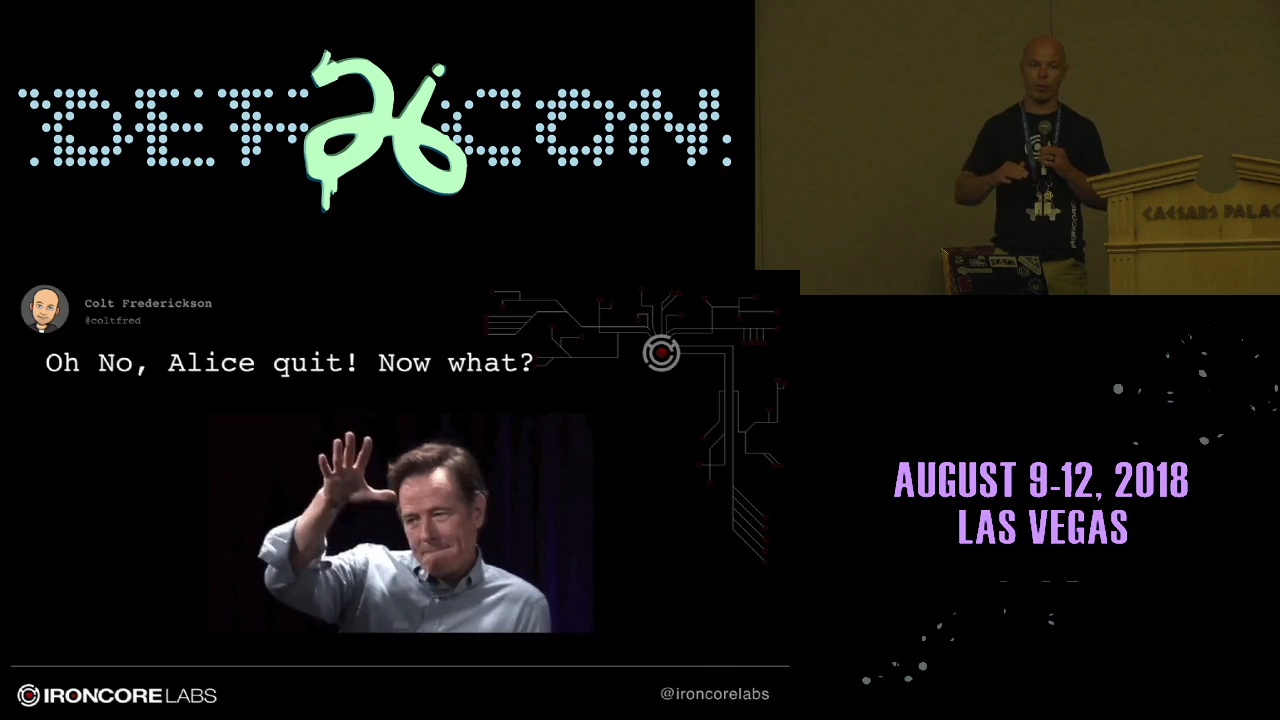 DEF 26 CON
CAESARS PALAC
Colt Frederickson
@coltfred
Oh No, Alice quit! Now what?
AUGUST 9-12, 2018
LAS VEGAS
IRONCORE LABS
@ironcorelabs